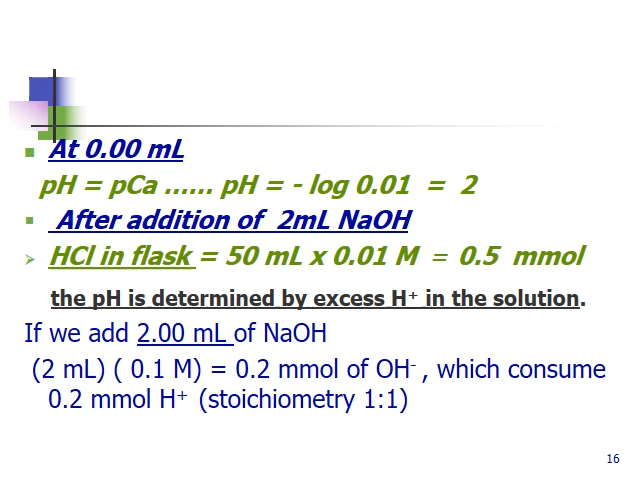 At 0.00 mL
pH = pCa ...... pH = - log 0.01 = 2
After addition of 2mL NaOH
HCl in flask = 50 mL x 0.01 M = 0.5 mmol
the pH is determined by excess H⁺ in the solution.
If we add 2.00 mL of NaOH
(2 mL) ( 0.1 M) = 0.2 mmol of OH⁻ , which consume
0.2 mmol H⁺ (stoichiometry 1:1)
16